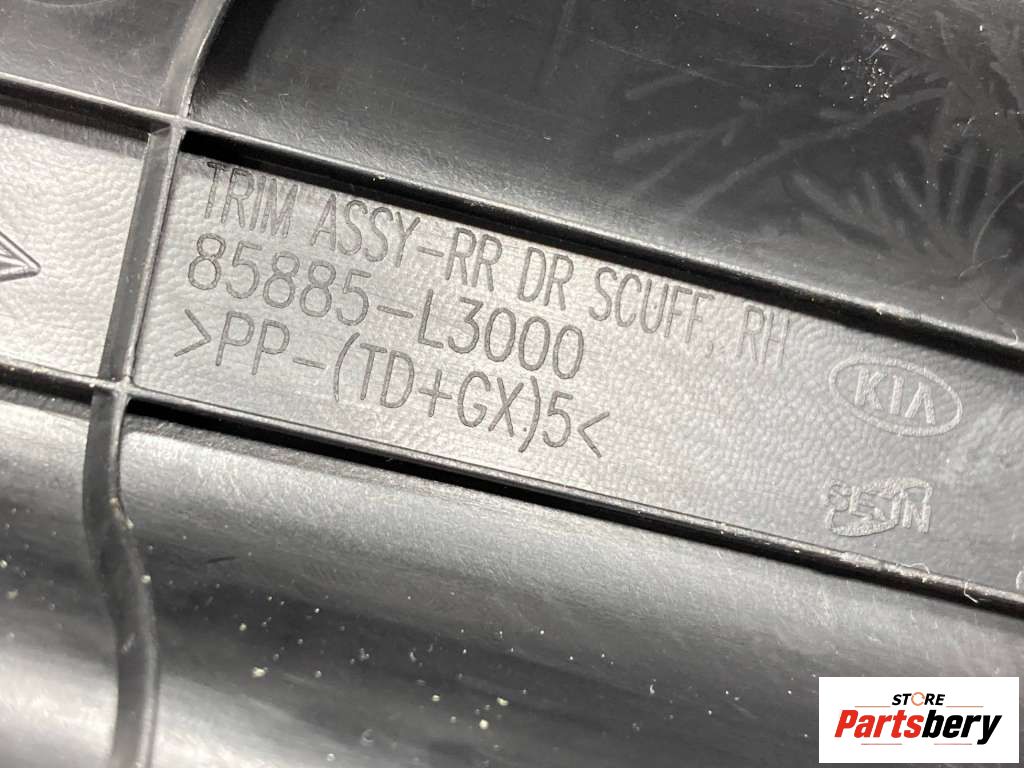 TRIM ASSY-RR DR SCUFF, RH
85885-L3000
>PP-(TD+GX)5<
KIA
STORE
Partsbery